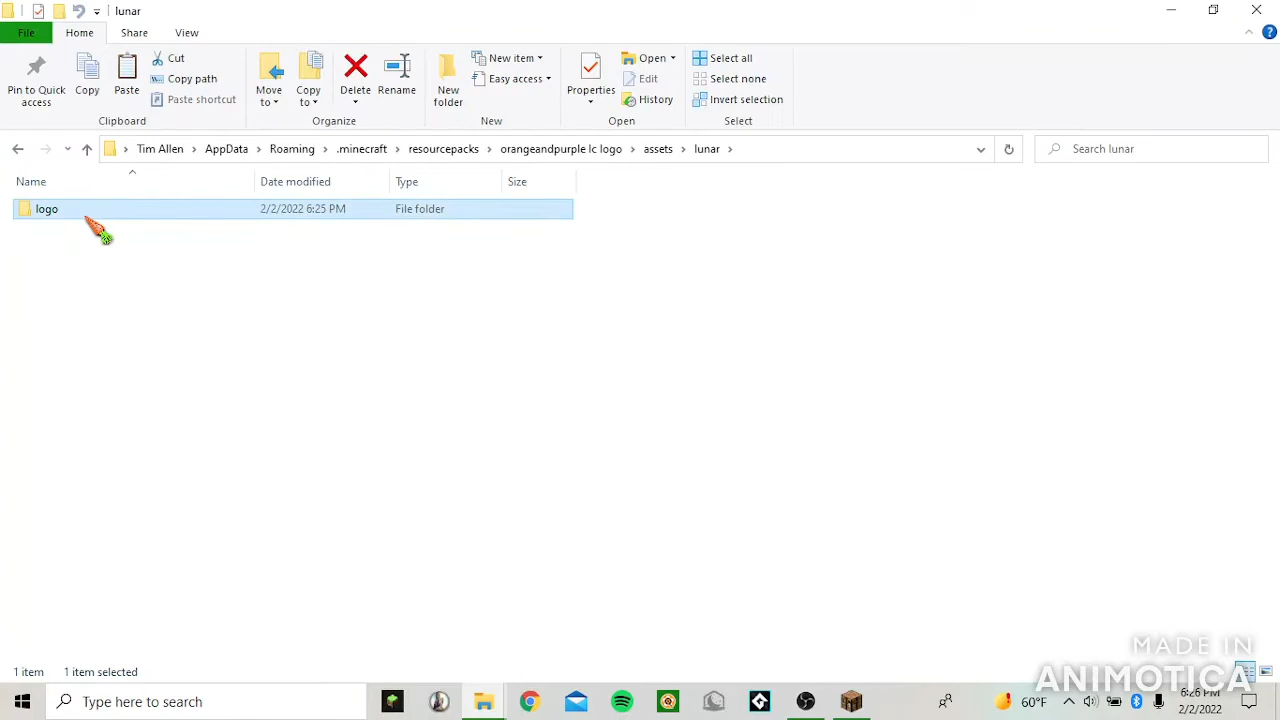 lunar
File Home Share View
Pin to Quick access
Copy
Paste
Cut
Copy path
Paste shortcut
Clipboard
Move to
Copy to
Delete
Rename
Organize
New folder
New item
Easy access
New
Properties
Open
Edit
History
Open
Select all
Select none
Invert selection
Select
Tim Allen AppData Roaming .minecraft resourcepacks orangeandpurple lc logo assets lunar
Search lunar
Name Date modified Type Size
logo 2/2/2022 6:25 PM File folder
1 item 1 item selected
MADE IN
ANIMOTICA
Type here to search
60°F
6:26 PM
2/2/2022